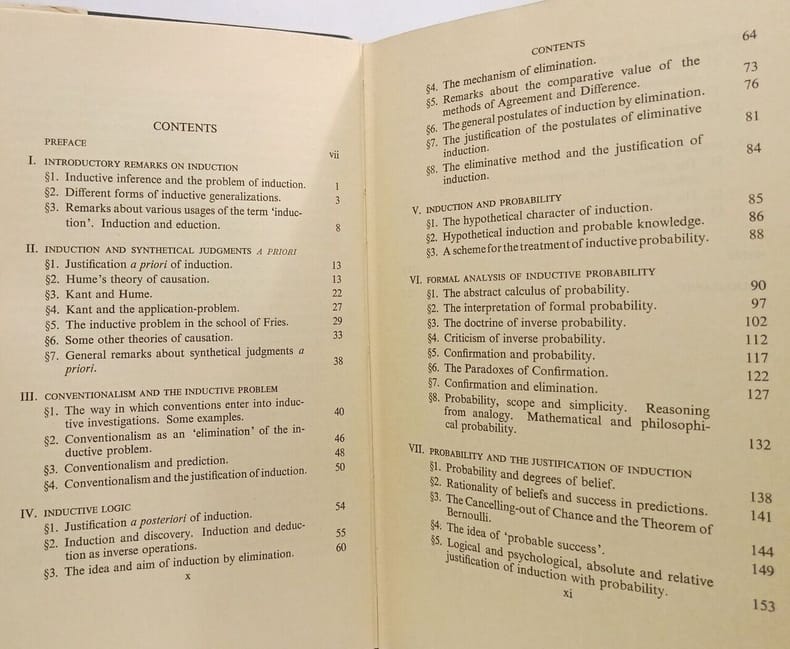 CONTENTS
PREFACE vii
I. INTRODUCTORY REMARKS ON INDUCTION
§1. Inductive inference and the problem of induction. 1
§2. Different forms of inductive generalizations. 3
§3. Remarks about various usages of the term ‘induc-
tion’. Induction and eduction. 8
II. INDUCTION AND SYNTHETICAL JUDGMENTS A PRIORI
§1. Justification a priori of induction. 13
§2. Hume's theory of causation. 13
§3. Kant and Hume. 22
§4. Kant and the application-problem. 27
§5. The inductive problem in the school of Fries. 29
§6. Some other theories of causation. 33
§7. General remarks about synthetical judgments a
priori. 38
III. CONVENTIONALISM AND THE INDUCTIVE PROBLEM
§1. The way in which conventions enter into induc-
tive investigations. Some examples. 40
§2. Conventionalism as an ‘elimination’ of the in-
ductive problem. 46
§3. Conventionalism and prediction. 48
§4. Conventionalism and the justification of induction. 50
IV. INDUCTIVE LOGIC
§1. Justification a posteriori of induction. 54
§2. Induction and discovery. Induction and deduc-
tion as inverse operations. 55
§3. The idea and aim of induction by elimination. 60
x
CONTENTS
§4. The mechanism of elimination. 64
§5. Remarks about the comparative value of the
methods of Agreement and Difference. 73
§6. The general postulates of induction by elimination. 76
§7. The justification of the postulates of eliminative
induction. 81
§8. The eliminative method and the justification of
induction. 84
V. INDUCTION AND PROBABILITY
§1. The hypothetical character of induction. 85
§2. Hypothetical induction and probable knowledge. 86
§3. A scheme for the treatment of inductive probability. 88
VI. FORMAL ANALYSIS OF INDUCTIVE PROBABILITY
§1. The abstract calculus of probability. 90
§2. The interpretation of formal probability. 97
§3. The doctrine of inverse probability. 102
§4. Criticism of inverse probability. 112
§5. Confirmation and probability. 117
§6. The Paradoxes of Confirmation. 122
§7. Confirmation and elimination. 127
§8. Probability, scope and simplicity. Reasoning
from analogy. Mathematical and philosophi-
cal probability. 132
VII. PROBABILITY AND THE JUSTIFICATION OF INDUCTION
§1. Probability and degrees of belief. 138
§2. Rationality of beliefs and success in predictions. 141
§3. The Cancelling-out of Chance and the Theorem of
Bernoulli. 144
§4. The idea of ‘probable success’. 149
§5. Logical and psychological, absolute and relative
justification of induction with probability. 153
xi